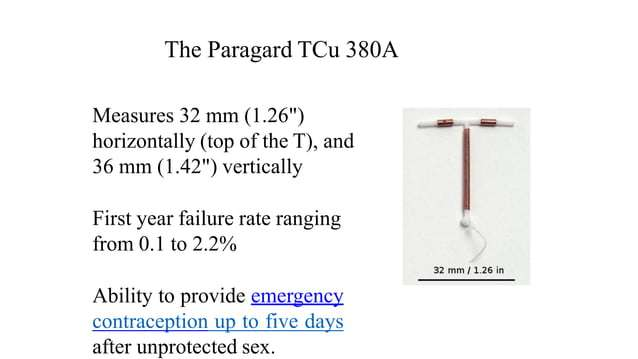 The Paragard TCu 380A
Measures 32 mm (1.26")
horizontally (top of the T), and
36 mm (1.42") vertically
First year failure rate ranging
from 0.1 to 2.2%
Ability to provide emergency
contraception up to five days
after unprotected sex.
32 mm / 1.26 in